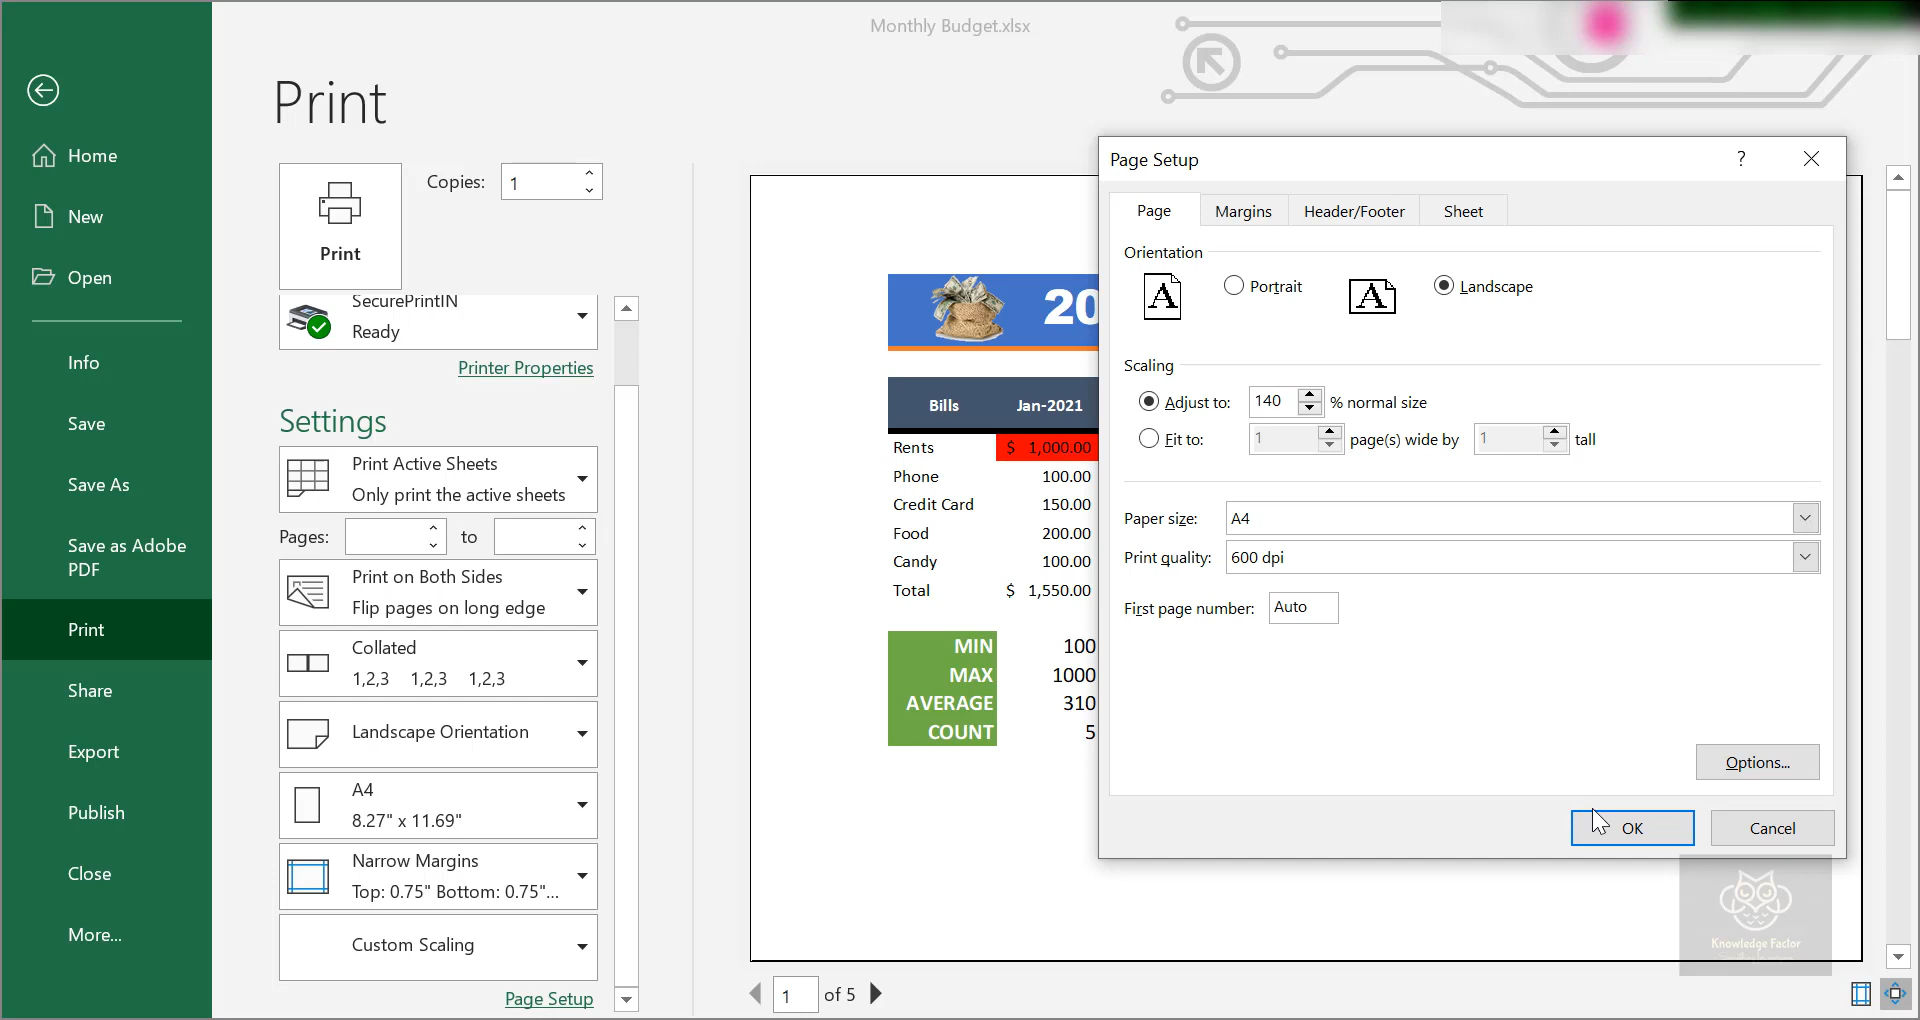 Monthly Budget.xlsx
Print
Home
New
Open
Info
Save
Save As
Save as Adobe
PDF
Print
Share
Export
Publish
Close
More...
Print
Copies: 1
SecurePrintIN
Ready
Printer Properties
Settings
Print Active Sheets
Only print the active sheets
Pages: to
Print on Both Sides
Flip pages on long edge
Collated
1,2,3 1,2,3 1,2,3
Landscape Orientation
A4
8.27" x 11.69"
Narrow Margins
Top: 0.75" Bottom: 0.75"...
Custom Scaling
Page Setup
20
Bills Jan-2021
Rents $ 1,000.00
Phone 100.00
Credit Card 150.00
Food 200.00
Candy 100.00
Total $ 1,550.00
MIN 100
MAX 1000
AVERAGE 310
COUNT 5
1 of 5
Page Setup ?
Page Margins Header/Footer Sheet
Orientation
A Portrait A Landscape
Scaling
Adjust to: 140 % normal size
Fit to: 1 page(s) wide by 1 tall
Paper size: A4
Print quality: 600 dpi
First page number: Auto
Options...
OK Cancel
Knowledge Factor